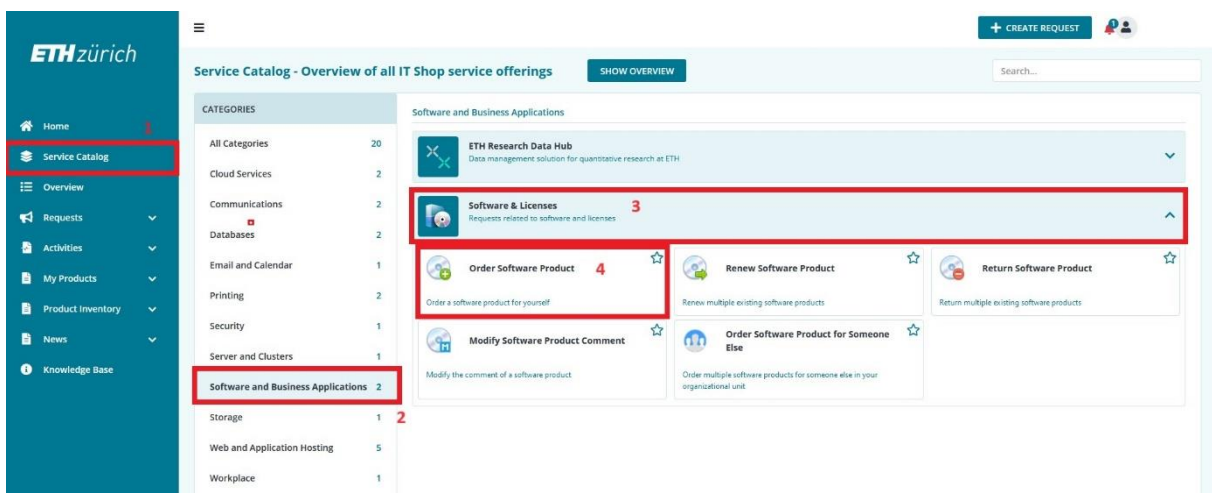 ETH zürich
Home
1
Service Catalog
Overview
Requests
Activities
My Products
Product Inventory
News
Knowledge Base
+ CREATE REQUEST
1
Service Catalog - Overview of all IT Shop service offerings
SHOW OVERVIEW
Search...
CATEGORIES
All Categories 20
Cloud Services 2
Communications 2
Databases 2
Email and Calendar 1
Printing 2
Security 1
Server and Clusters 1
Software and Business Applications 2
2
Storage 1
Web and Application Hosting 5
Workplace 1
Software and Business Applications
ETH Research Data Hub
Data management solution for quantitative research at ETH
Software & Licenses
3
Requests related to software and licenses
Order Software Product
4
Order a software product for yourself
Renew Software Product
Renew multiple existing software products
Return Software Product
Return multiple existing software products
Modify Software Product Comment
Modify the comment of a software product
Order Software Product for Someone
Else
Order multiple software products for someone else in your
organizational unit